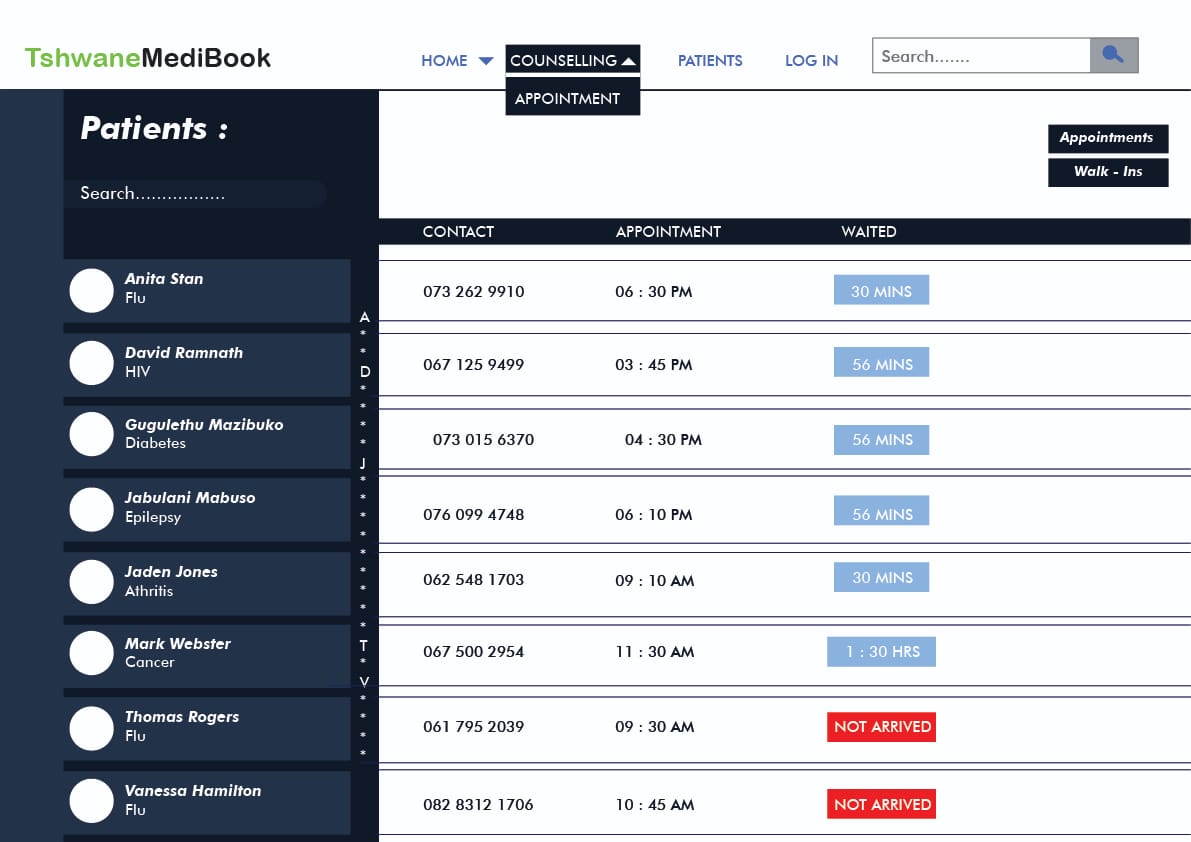 TshwaneMediBook
HOME COUNSELLING PATIENTS LOG IN Search.......
APPOINTMENT
Patients :
Appointments
Walk - Ins
Search.................
CONTACT APPOINTMENT WAITED
Anita Stan
Flu
073 262 9910 06 : 30 PM 30 MINS
David Ramnath
HIV
067 125 9499 03 : 45 PM 56 MINS
Gugulethu Mazibuko
Diabetes
073 015 6370 04 : 30 PM 56 MINS
Jabulani Mabuso
Epilepsy
076 099 4748 06 : 10 PM 56 MINS
Jaden Jones
Athritis
062 548 1703 09 : 10 AM 30 MINS
Mark Webster
Cancer
067 500 2954 11 : 30 AM 1 : 30 HRS
Thomas Rogers
Flu
061 795 2039 09 : 30 AM NOT ARRIVED
Vanessa Hamilton
Flu
082 8312 1706 10 : 45 AM NOT ARRIVED
A
*
*
D
*
*
*
*
J
*
*
*
*
*
*
*
*
*
T
*
V
*
*
*
*